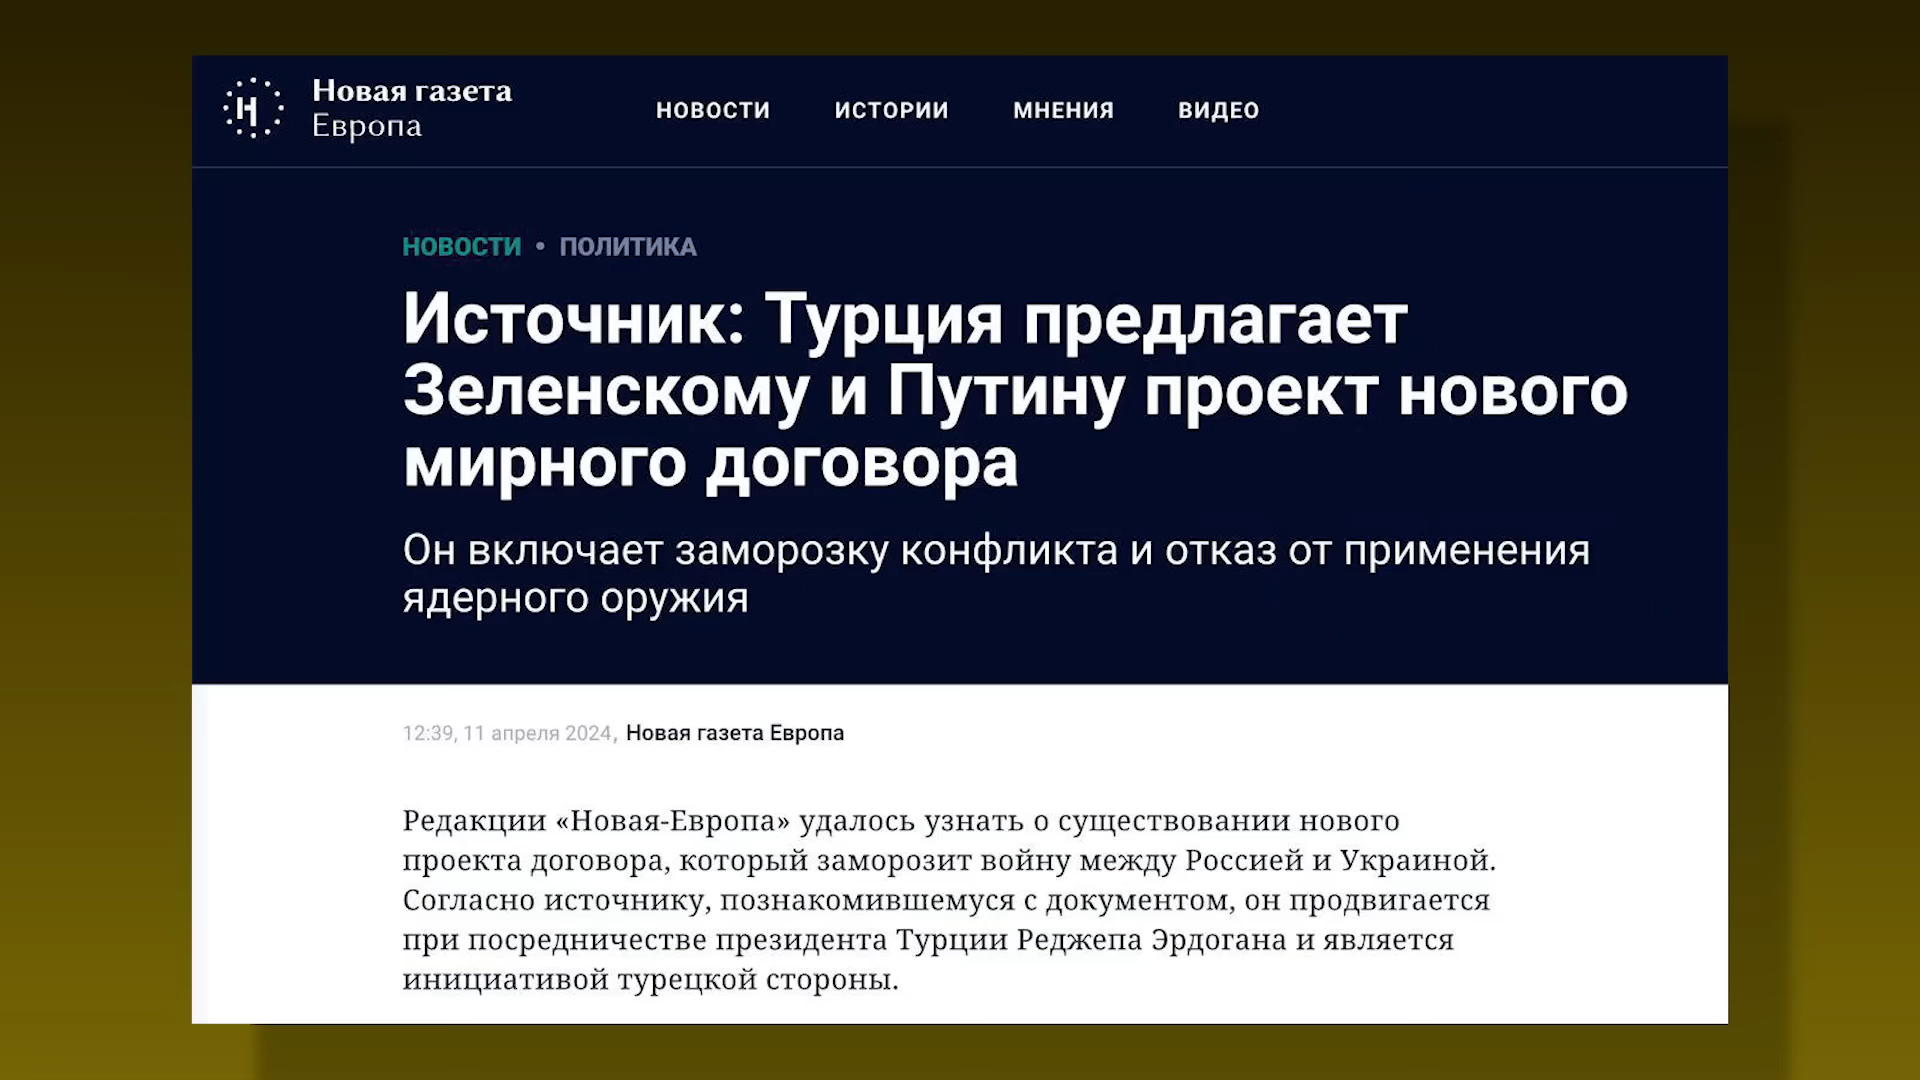 Новая газета
Европа
НОВОСТИ ИСТОРИИ МНЕНИЯ ВИДЕО
НОВОСТИ • ПОЛИТИКА
Источник: Турция предлагает
Зеленскому и Путину проект нового
мирного договора
Он включает заморозку конфликта и отказ от применения
ядерного оружия
12:39, 11 апреля 2024, Новая газета Европа
Редакции «Новая-Европа» удалось узнать о существовании нового
проекта договора, который заморозит войну между Россией и Украиной.
Согласно источнику, познакомившемуся с документом, он продвигается
при посредничестве президента Турции Реджепа Эрдогана и является
инициативой турецкой стороны.